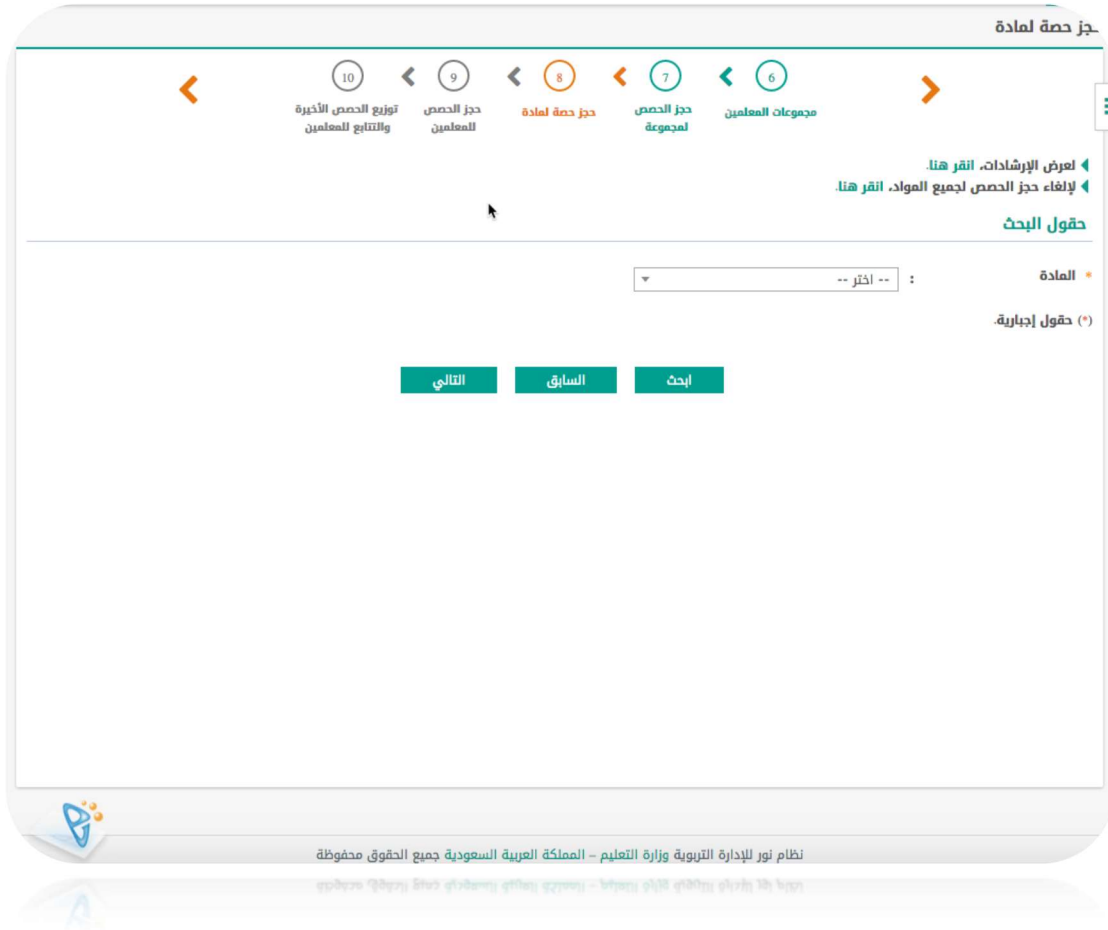 حجز حصة لمادة
6
7
8
9
10
مجموعات المعلمين
حجز الحصص لمجموعة
حجز حصة لمادة
حجز الحصص للمعلمين
توزيع الحصص الأخيرة والتتابع للمعلمين
لعرض الإرشادات، انقر هنا.
لإلغاء حجز الحصص لجميع المواد، انقر هنا.
حقول البحث
* المادة : -- اختر --
(*) حقول إجبارية.
ابحث
السابق
التالي
نظام نور للإدارة التربوية وزارة التعليم – المملكة العربية السعودية جميع الحقوق محفوظة